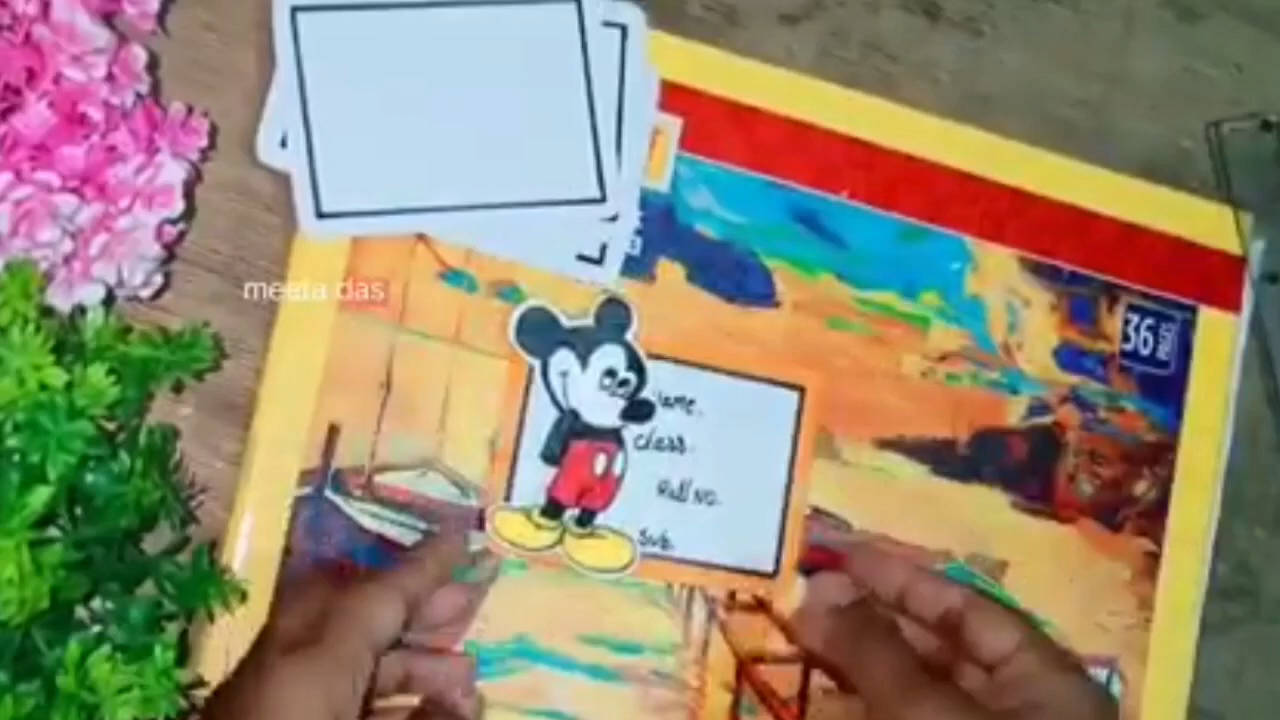 meeta das
36
Name.
class.
Roll No.
Sub.